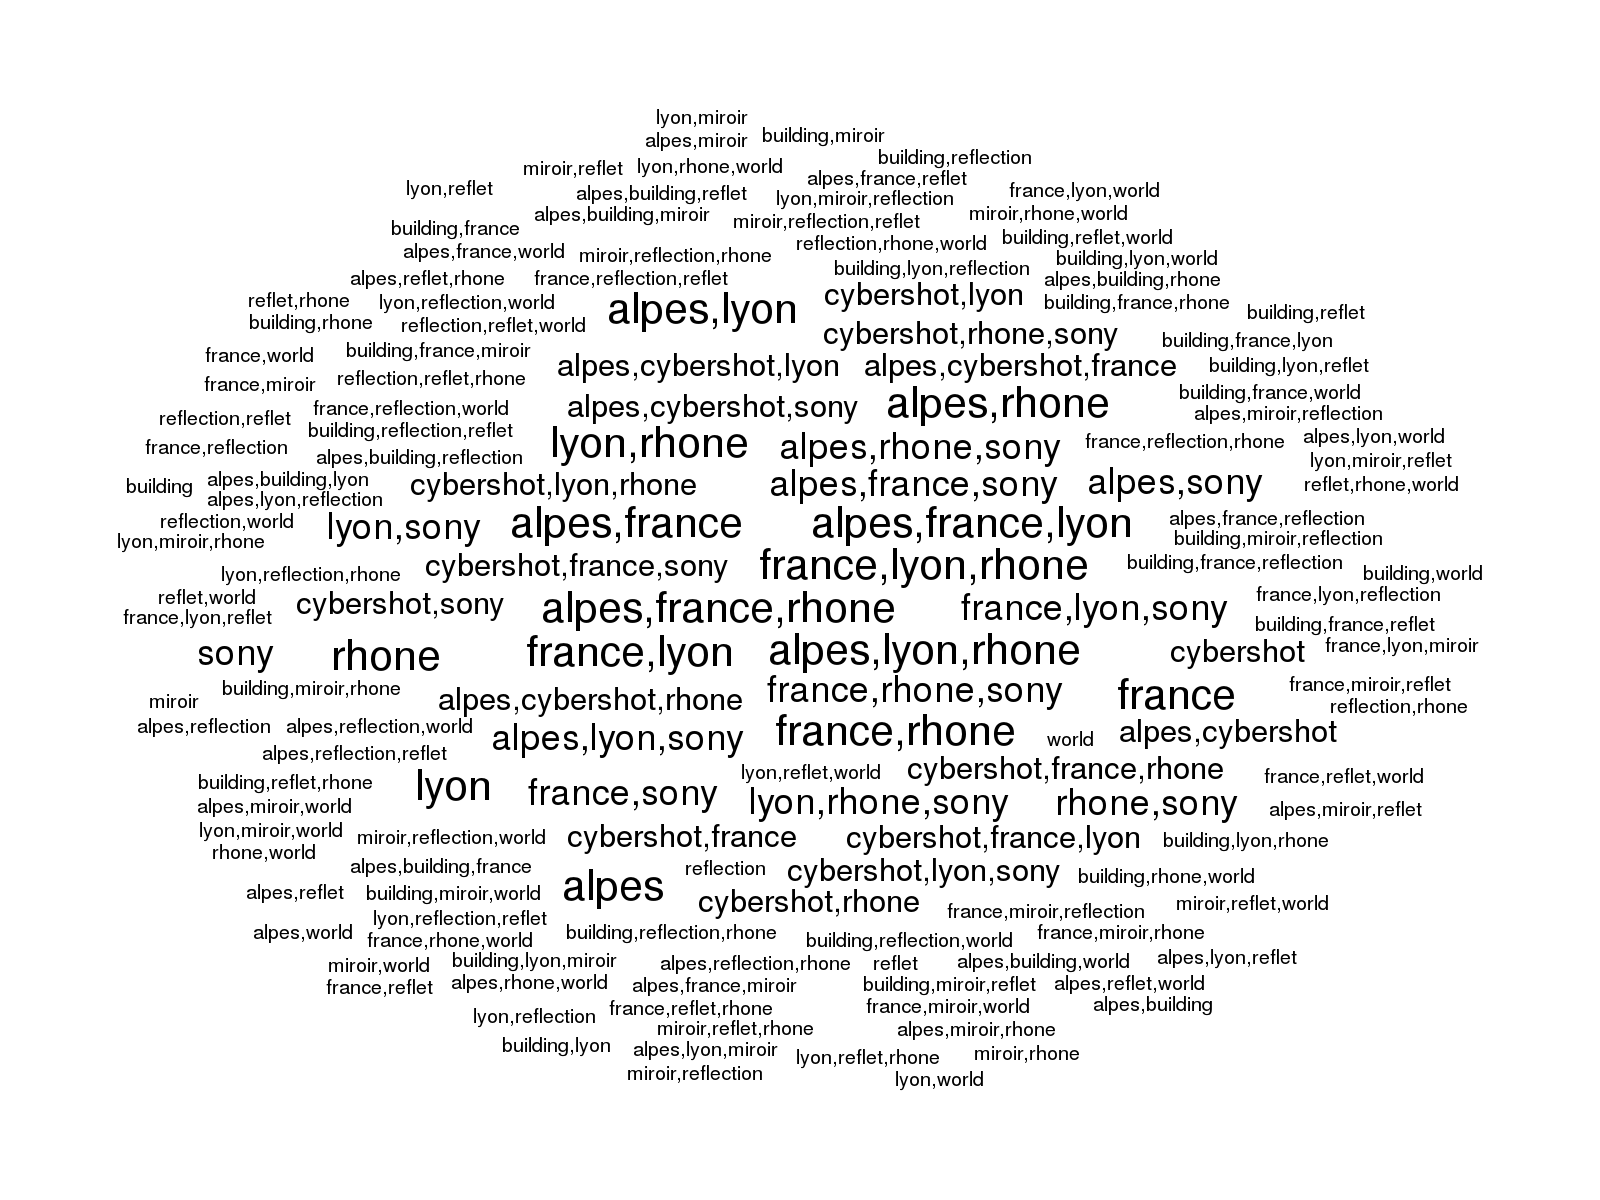 lyon,miroir
alpes,miroir building,miroir
miroir,reflet lyon,rhone,world building,reflection
lyon,reflet alpes,building,reflet alpes,france,reflet france,lyon,world
lyon,miroir,reflection
building,france alpes,building,miroir miroir,reflection,reflet miroir,rhone,world
alpes,france,world miroir,reflection,rhone reflection,rhone,world building,reflet,world
building,lyon,reflection building,lyon,world
alpes,reflet,rhone france,reflection,reflet alpes,building,rhone
reflet,rhone lyon,reflection,world alpes,lyon cybershot,lyon building,france,rhone
building,rhone reflection,reflet,world building,reflet
cybershot,rhone,sony building,france,lyon
france,world building,france,miroir alpes,cybershot,lyon alpes,cybershot,france building,lyon,reflet
france,miroir reflection,reflet,rhone building,france,world
reflection,reflet france,reflection,world alpes,cybershot,sony alpes,rhone alpes,miroir,reflection
building,reflection,reflet
france,reflection alpes,building,reflection lyon,rhone alpes,rhone,sony france,reflection,rhone alpes,lyon,world
lyon,miroir,reflet
building alpes,building,lyon cybershot,lyon,rhone alpes,france,sony alpes,sony reflet,rhone,world
alpes,lyon,reflection
reflection,world lyon,sony alpes,france alpes,france,lyon alpes,france,reflection
lyon,miroir,rhone building,miroir,reflection
lyon,reflection,rhone cybershot,france,sony france,lyon,rhone building,france,reflection building,world
reflet,world cybershot,sony alpes,france,rhone france,lyon,sony france,lyon,reflection
france,lyon,reflet building,france,reflet
sony rhone france,lyon alpes,lyon,rhone cybershot france,lyon,miroir
miroir building,miroir,rhone alpes,cybershot,rhone france,rhone,sony france france,miroir,reflet
reflection,rhone
alpes,reflection alpes,reflection,world alpes,lyon,sony france,rhone world alpes,cybershot
alpes,reflection,reflet
building,reflet,rhone lyon france,sony lyon,reflet,world cybershot,france,rhone france,reflet,world
alpes,miroir,world lyon,rhone,sony rhone,sony alpes,miroir,reflet
lyon,miroir,world miroir,reflection,world cybershot,france cybershot,france,lyon building,lyon,rhone
rhone,world
alpes,building,france reflection cybershot,lyon,sony building,rhone,world
alpes,reflet building,miroir,world alpes cybershot,rhone france,miroir,reflection miroir,reflet,world
lyon,reflection,reflet
alpes,world france,rhone,world building,reflection,rhone building,reflection,world france,miroir,rhone
miroir,world building,lyon,miroir alpes,reflection,rhone reflet alpes,building,world alpes,lyon,reflet
france,reflet alpes,rhone,world alpes,france,miroir building,miroir,reflet alpes,reflet,world
lyon,reflection france,reflet,rhone france,miroir,world alpes,building
miroir,reflet,rhone alpes,miroir,rhone
building,lyon alpes,lyon,miroir lyon,reflet,rhone miroir,rhone
miroir,reflection lyon,world